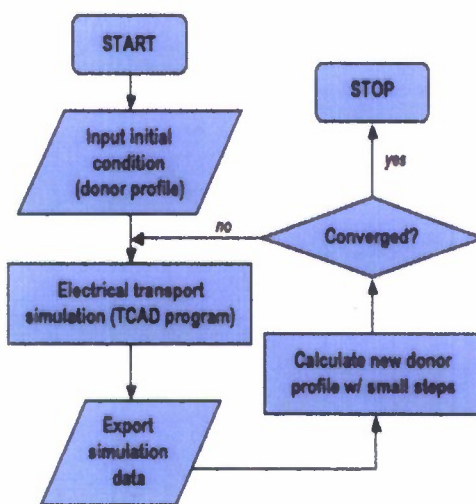 START
STOP
Input initial
condition
(donor profile)
yes
no
Converged?
Electrical transport
simulation (TCAD program)
Calculate new donor
profile w/ small steps
Export
simulation
data